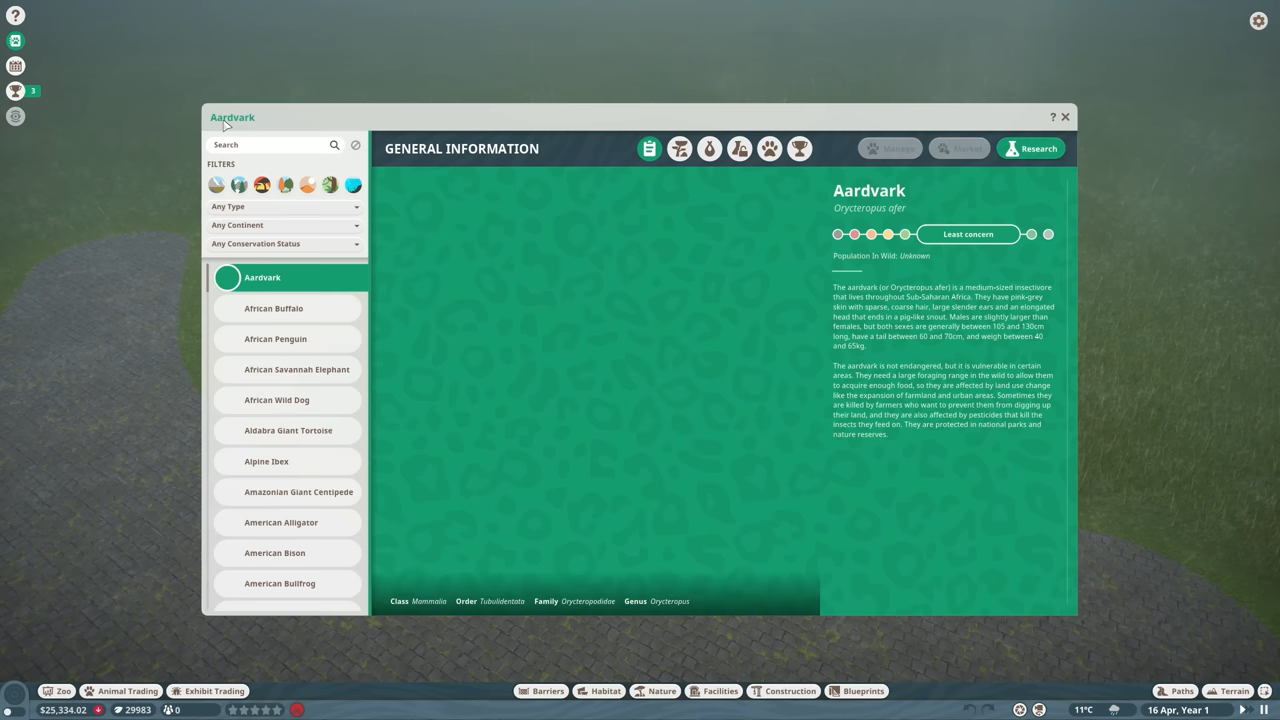 ?
3
Aardvark
? ×
Search
FILTERS
Any Type
Any Continent
Any Conservation Status
Aardvark
African Buffalo
African Penguin
African Savannah Elephant
African Wild Dog
Aldabra Giant Tortoise
Alpine Ibex
Amazonian Giant Centipede
American Alligator
American Bison
American Bullfrog
GENERAL INFORMATION
Manage
Market
Research
Aardvark
Orycteropus afer
Least concern
Population In Wild: Unknown
The aardvark (or Orycteropus afer) is a medium-sized insectivore
that lives throughout Sub-Saharan Africa. They have pink-grey
skin with sparse, coarse hair, large slender ears and an elongated
head that ends in a pig-like snout. Males are slightly larger than
females, but both sexes are generally between 105 and 130cm
long, have a tail between 60 and 70cm, and weigh between 40
and 65kg.
The aardvark is not endangered, but it is vulnerable in certain
areas. They need a large foraging range in the wild to allow them
to acquire enough food, so they are affected by land use change
like the expansion of farmland and urban areas. Sometimes they
are killed by farmers who want to prevent them from digging up
their land, and they are also affected by pesticides that kill the
insects they feed on. They are protected in national parks and
nature reserves.
Class Mammalia Order Tubulidentata Family Orycteropodidae Genus Orycteropus
Zoo
Animal Trading
Exhibit Trading
Barriers
Habitat
Nature
Facilities
Construction
Blueprints
Paths
Terrain
$25,334.02
29983
0
11°C
16 Apr, Year 1